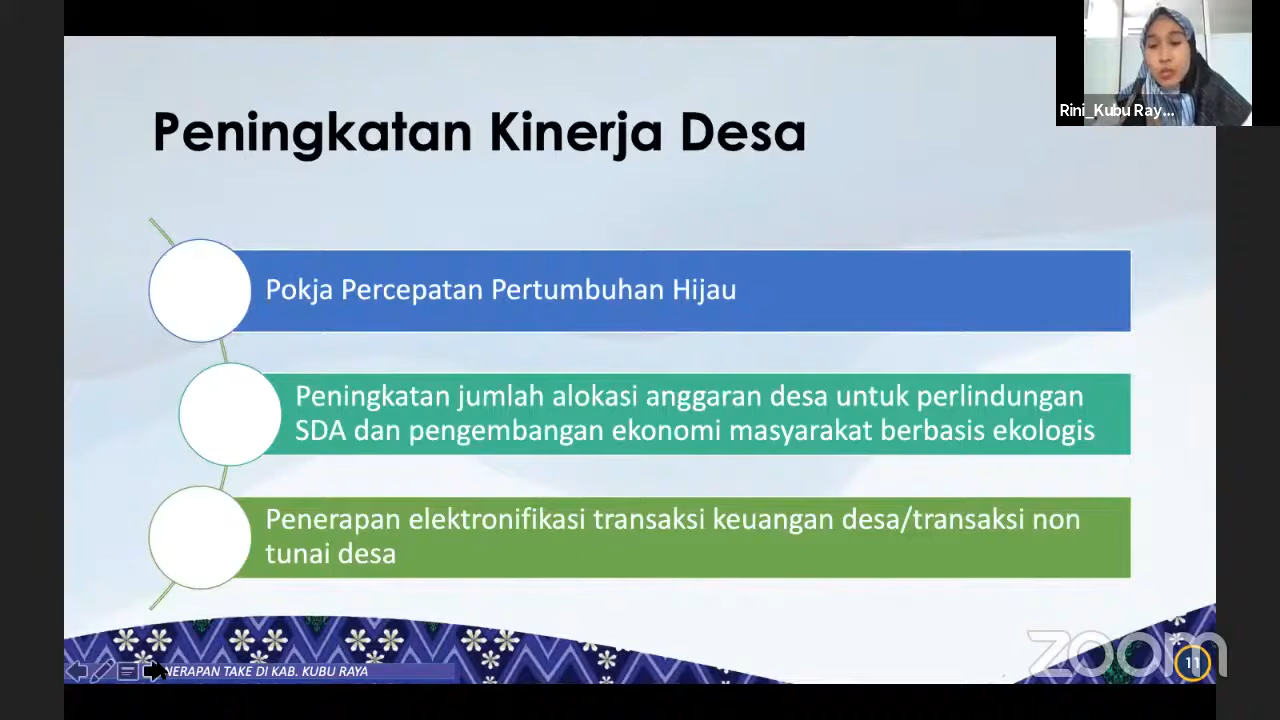 Rini_Kubu Ray...
Peningkatan Kinerja Desa
Pokja Percepatan Pertumbuhan Hijau
Peningkatan jumlah alokasi anggaran desa untuk perlindungan
SDA dan pengembangan ekonomi masyarakat berbasis ekologis
Penerapan elektronifikasi transaksi keuangan desa/transaksi non
tunai desa
NERAPAN TAKE DI KAB. KUBU RAYA
zoom
11